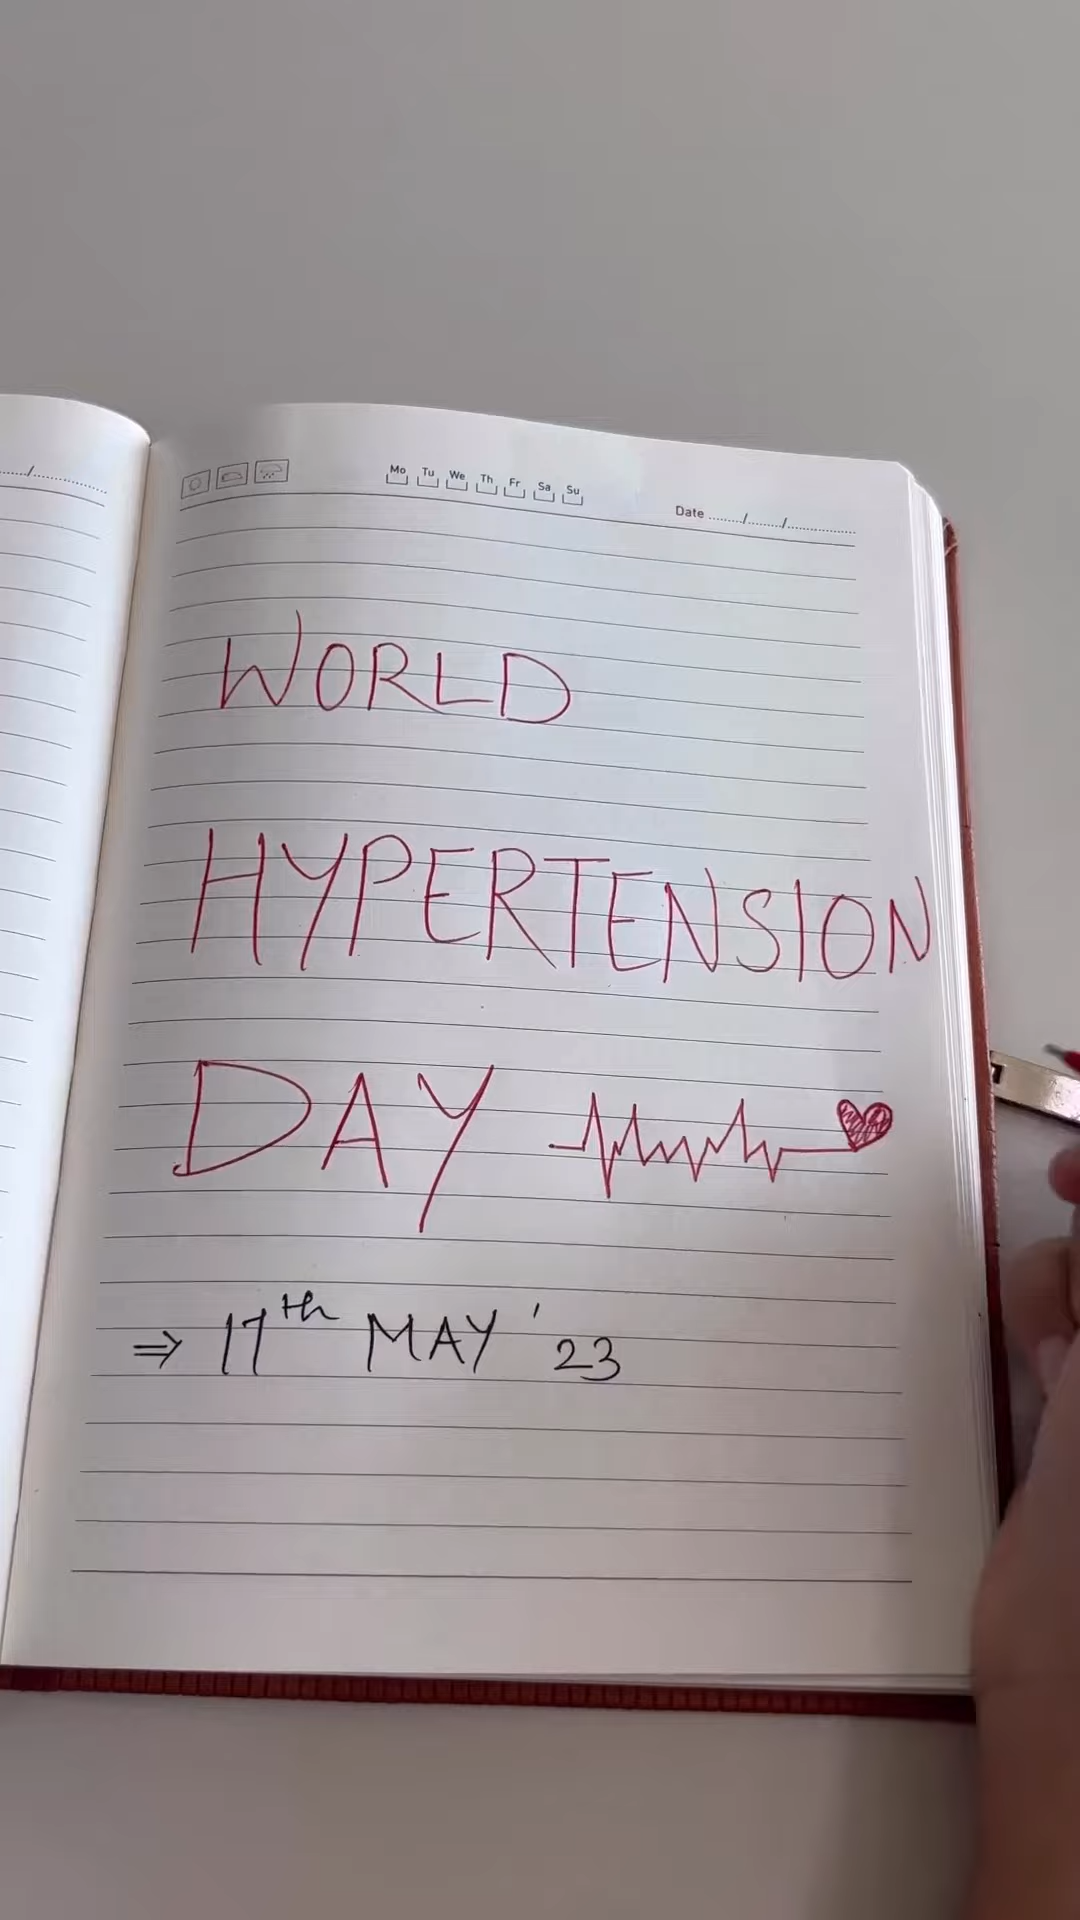 Mo Tu We Th Fr Sa Su
Date ......../......../................
WORLD
HYPERTENSION
DAY
⇒ 17th MAY '23